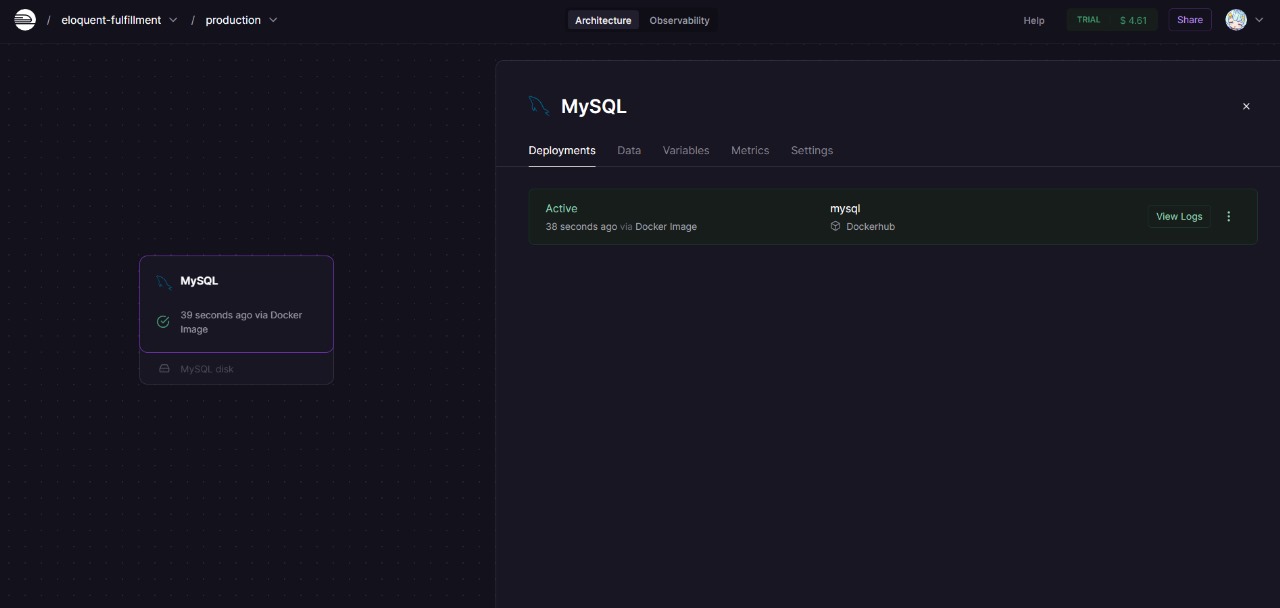 / eloquent-fulfillment / production
Architecture Observability
Help TRIAL $ 4.61 Share
MySQL
Deployments Data Variables Metrics Settings
Active
38 seconds ago via Docker Image
mysql
Dockerhub
View Logs
MySQL
39 seconds ago via Docker
Image
MySQL disk